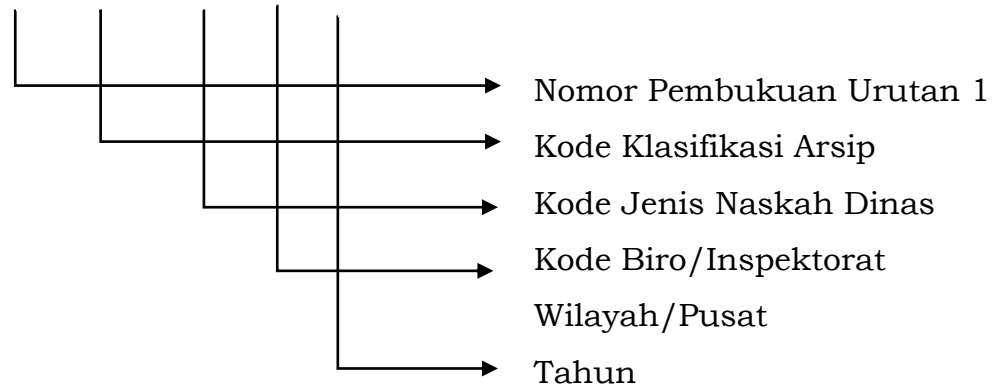 Nomor Pembukuan Urutan 1
Kode Klasifikasi Arsip
Kode Jenis Naskah Dinas
Kode Biro/Inspektorat
Wilayah/Pusat
Tahun